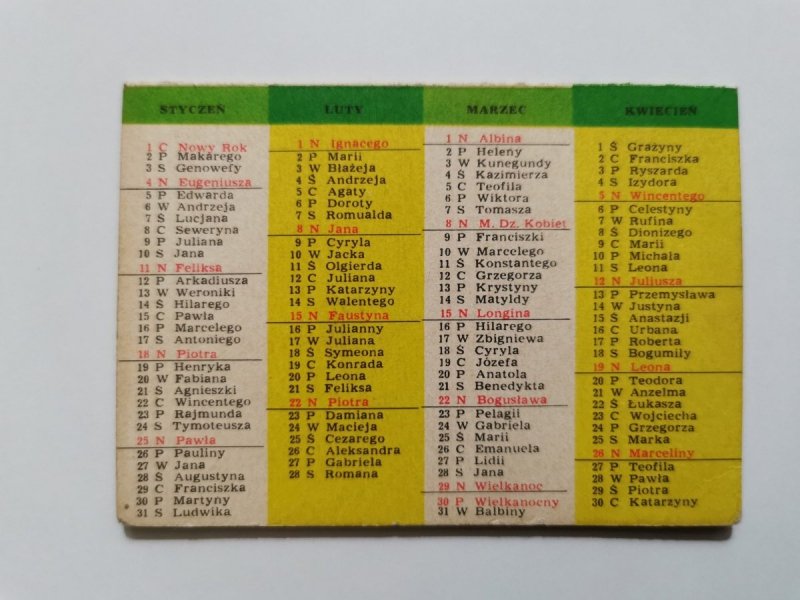 STYCZEŃ
1 C Nowy Rok
2 P Makarego
3 S Genowefy
4 N Eugeniusza
5 P Edwarda
6 W Andrzeja
7 Ś Lucjana
8 C Seweryna
9 P Juliana
10 S Jana
11 N Feliksa
12 P Arkadiusza
13 W Weroniki
14 Ś Hilarego
15 C Pawła
16 P Marcelego
17 S Antoniego
18 N Piotra
19 P Henryka
20 W Fabiana
21 Ś Agnieszki
22 C Wincentego
23 P Rajmunda
24 S Tymoteusza
25 N Pawła
26 P Pauliny
27 W Jana
28 Ś Augustyna
29 C Franciszka
30 P Martyny
31 S Ludwika
LUTY
1 N Ignacego
2 P Marii
3 W Błażeja
4 Ś Andrzeja
5 C Agaty
6 P Doroty
7 S Romualda
8 N Jana
9 P Cyryla
10 W Jacka
11 Ś Olgierda
12 C Juliana
13 P Katarzyny
14 S Walentego
15 N Faustyna
16 P Julianny
17 W Juliana
18 Ś Symeona
19 C Konrada
20 P Leona
21 S Feliksa
22 N Piotra
23 P Damiana
24 W Macieja
25 Ś Cezarego
26 C Aleksandra
27 P Gabriela
28 S Romana
MARZEC
1 N Albina
2 P Heleny
3 W Kunegundy
4 Ś Kazimierza
5 C Teofila
6 P Wiktora
7 S Tomasza
8 N M. Dz. Kobiet
9 P Franciszki
10 W Marcelego
11 Ś Konstantego
12 C Grzegorza
13 P Krystyny
14 S Matyldy
15 N Longina
16 P Hilarego
17 W Zbigniewa
18 Ś Cyryla
19 C Józefa
20 P Anatola
21 S Benedykta
22 N Bogusława
23 P Pelagii
24 W Gabriela
25 Ś Marii
26 C Emanuela
27 P Lidii
28 S Jana
29 N Wielkanoc
30 P Wielkanocny
31 W Balbiny
KWIECIEŃ
1 Ś Grażyny
2 C Franciszka
3 P Ryszarda
4 S Izydora
5 N Wincentego
6 P Celestyny
7 W Rufina
8 Ś Dionizego
9 C Marii
10 P Michała
11 S Leona
12 N Juliusza
13 P Przemysława
14 W Justyna
15 Ś Anastazji
16 C Urbana
17 P Roberta
18 S Bogumiły
19 N Leona
20 P Teodora
21 W Anzelma
22 Ś Łukasza
23 C Wojciecha
24 P Grzegorza
25 S Marka
26 N Marceliny
27 P Teofila
28 W Pawła
29 Ś Piotra
30 C Katarzyny